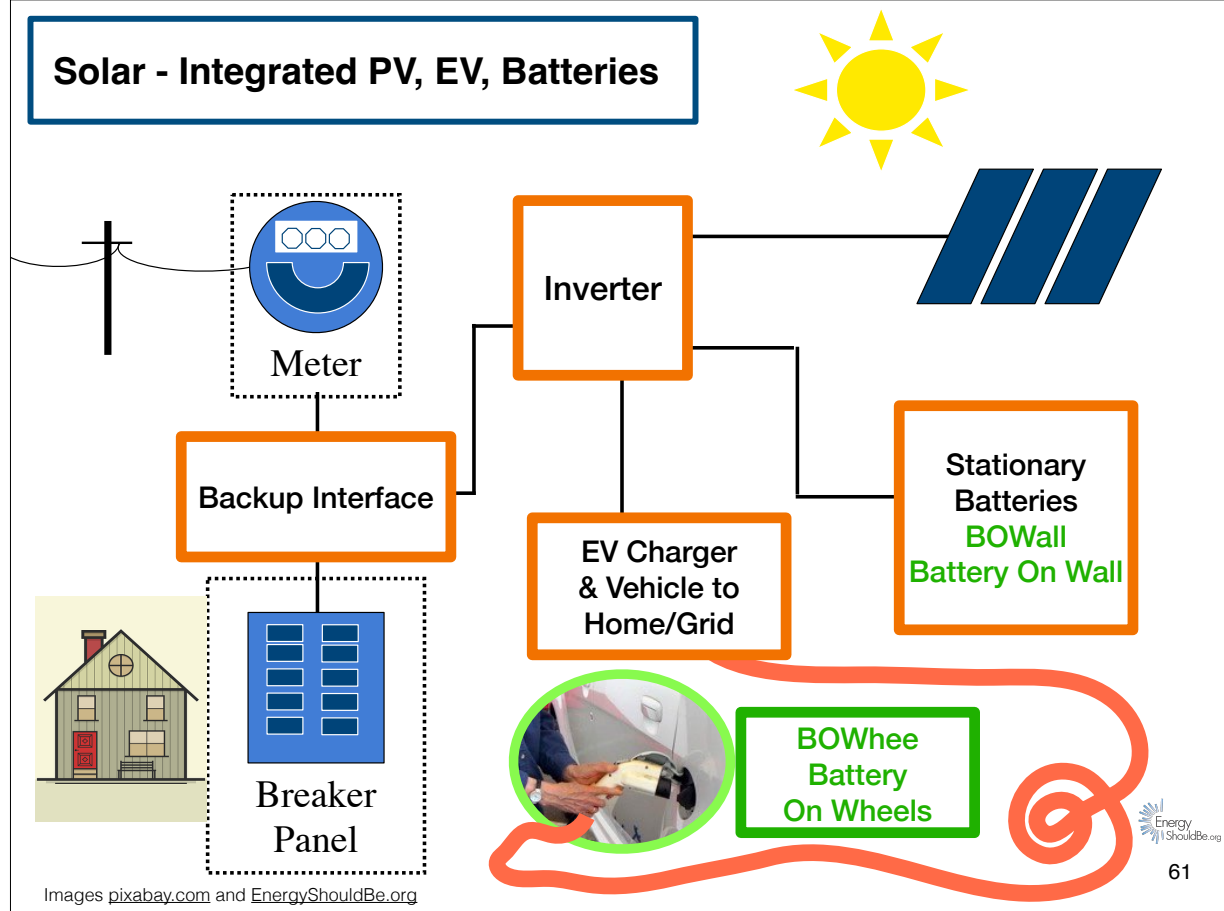 Solar - Integrated PV, EV, Batteries
Meter
Inverter
Backup Interface
Stationary
Batteries
BOWall
Battery On Wall
EV Charger
& Vehicle to
Home/Grid
BOWhee
Battery
On Wheels
Breaker
Panel
Energy
ShouldBe.org
61
Images pixabay.com and EnergyShouldBe.org